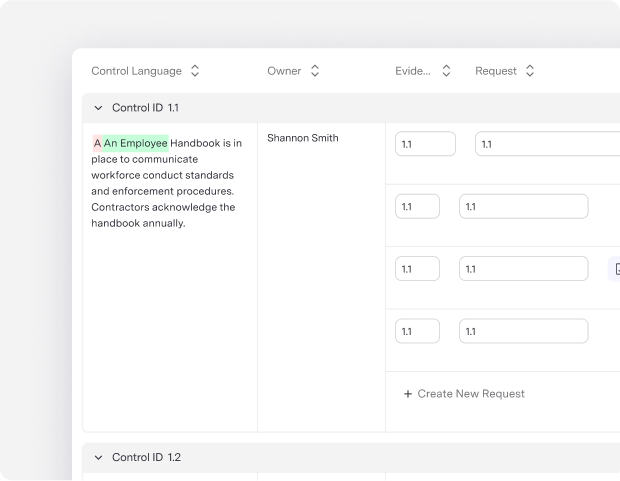 Control Language Owner Evide... Request
Control ID 1.1
A An Employee Handbook is in
place to communicate
workforce conduct standards
and enforcement procedures.
Contractors acknowledge the
handbook annually.
Shannon Smith
1.1 1.1
1.1 1.1
1.1 1.1
1.1 1.1
+ Create New Request
Control ID 1.2